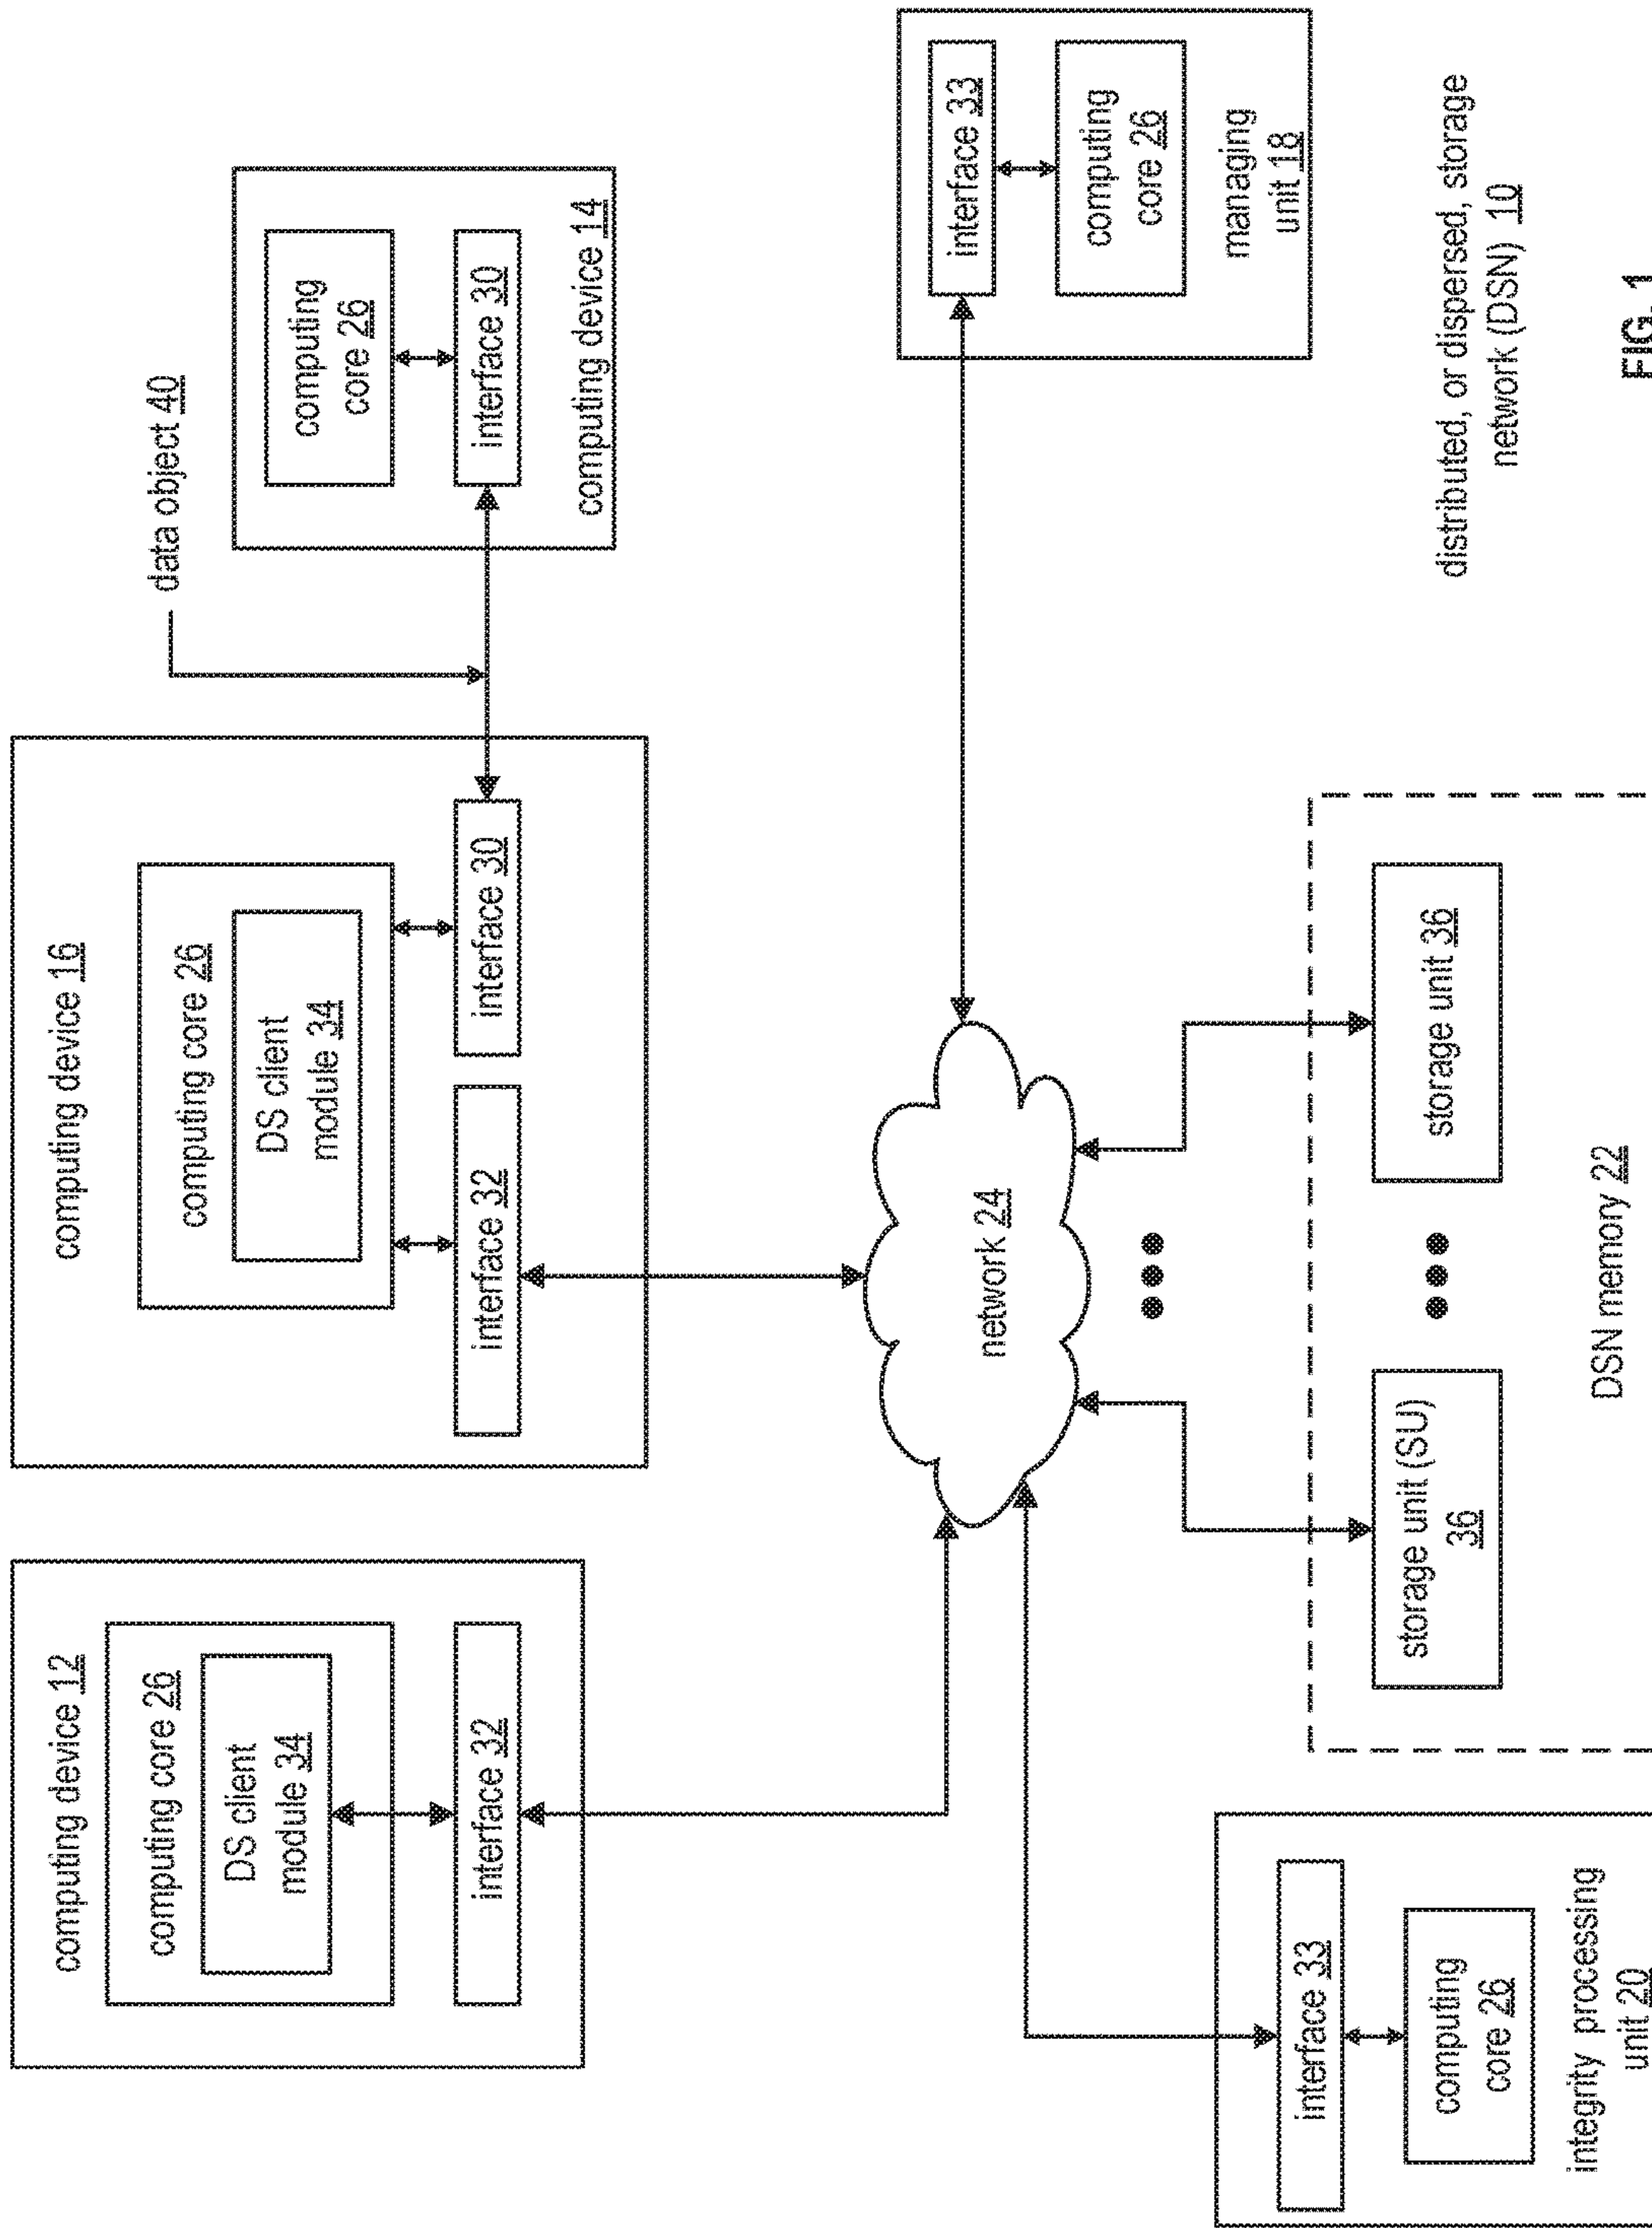 computing device 12
computing core 26
DS client
module 34
interface 32
computing device 16
computing core 26
DS client
module 34
interface 32
interface 30
data object 40
computing
core 26
interface 30
computing device 14
network 24
interface 33
computing
core 26
managing
unit 18
interface 33
computing
core 26
integrity processing
unit 20
storage unit (SU)
36
storage unit 36
DSN memory 22
distributed, or dispersed, storage
network (DSN) 10
FIG. 1